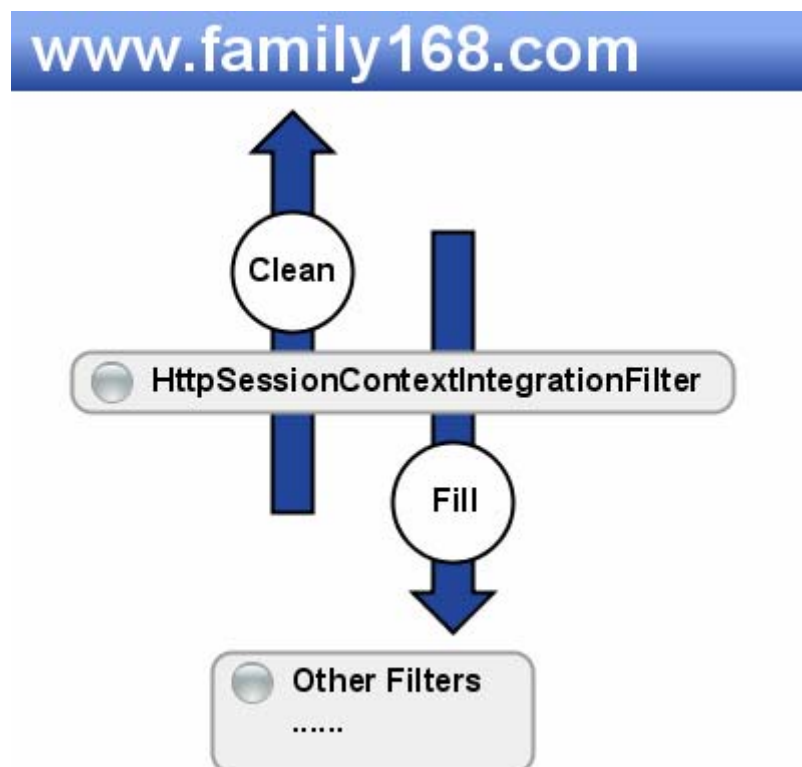 www.family168.com
Clean
HttpSessionContextIntegrationFilter
Fill
Other Filters
......